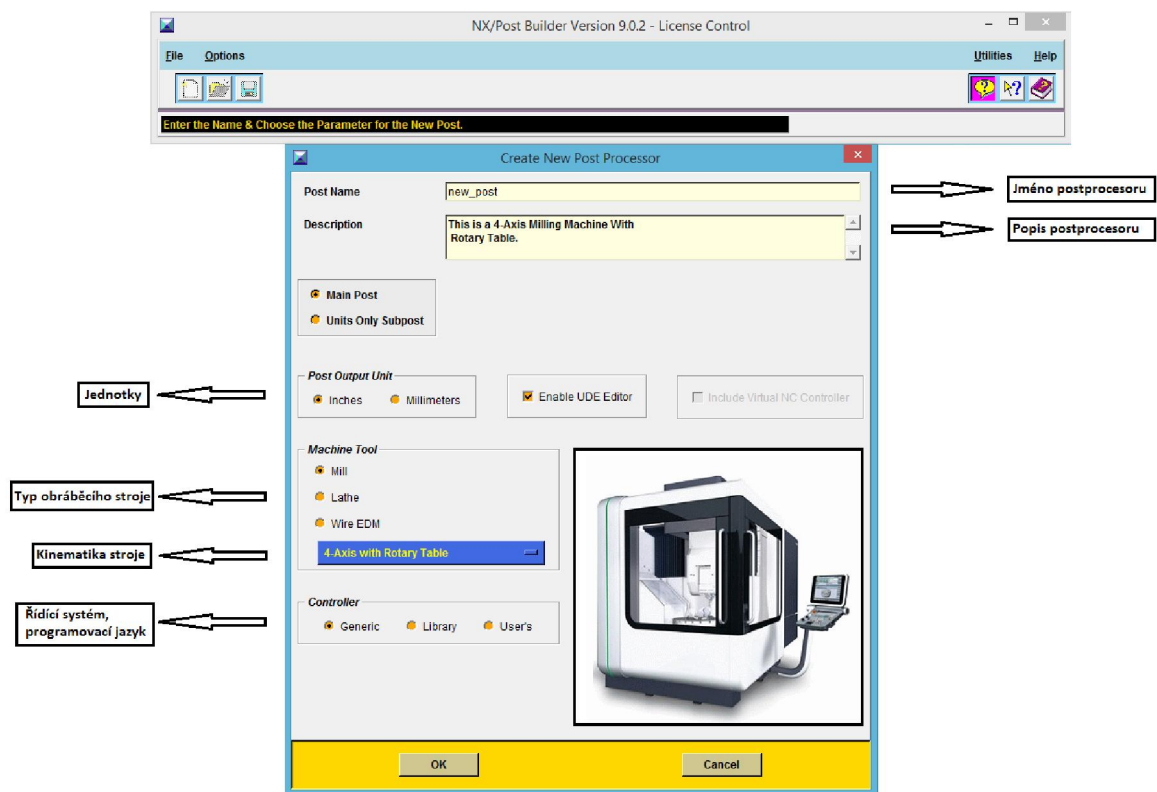 NX/Post Builder Version 9.0.2 - License Control
File Options Utilities Help
Enter the Name & Choose the Parameter for the New Post.
Create New Post Processor
Post Name new_post
Jméno postprocesoru
Description This is a 4-Axis Milling Machine With
Rotary Table.
Popis postprocesoru
Main Post
Units Only Subpost
Jednotky
Post Output Unit
Inches Millimeters
Enable UDE Editor
Include Virtual NC Controller
Machine Tool
Mill
Typ obráběcího stroje
Lathe
Wire EDM
Kinematika stroje
4-Axis with Rotary Table
Řídící systém,
programovací jazyk
Controller
Generic Library User's
OK Cancel